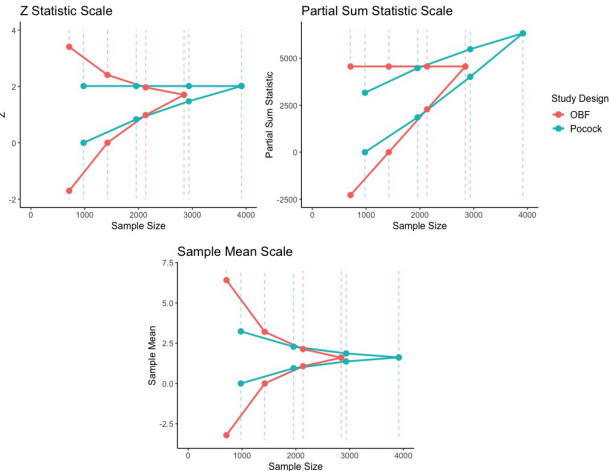 Z Statistic Scale
4
2
0
-2
Z
0 1000 2000 3000 4000
Sample Size
Partial Sum Statistic Scale
5000
2500
0
-2500
Partial Sum Statistic
0 1000 2000 3000 4000
Sample Size
Study Design
OBF
Pocock
Sample Mean Scale
7.5
5.0
2.5
0.0
-2.5
Sample Mean
0 1000 2000 3000 4000
Sample Size